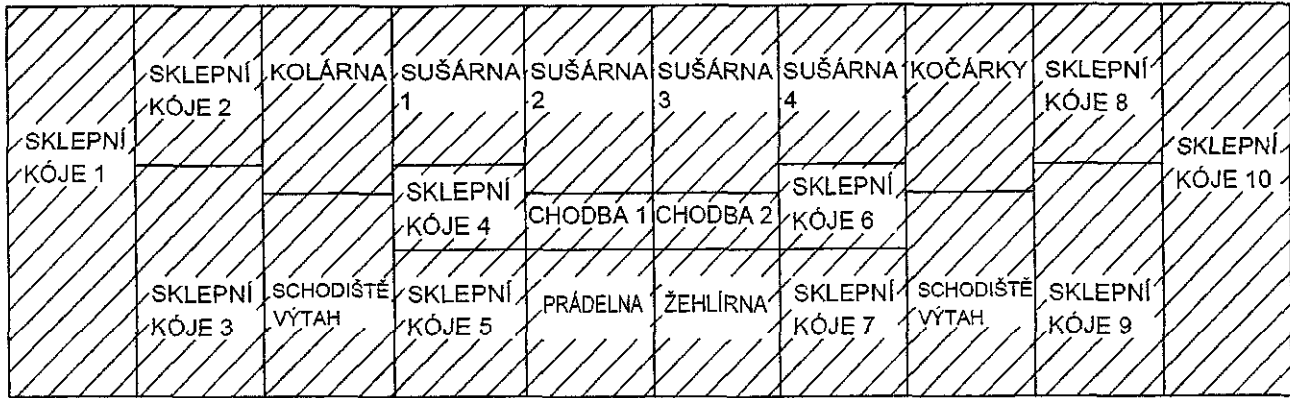 SKLEPNÍ
KÓJE 1
SKLEPNÍ
KÓJE 2
SKLEPNÍ
KÓJE 3
KOLÁRNA
SCHODIŠTĚ
VÝTAH
SUŠÁRNA
1
SKLEPNÍ
KÓJE 4
SKLEPNÍ
KÓJE 5
SUŠÁRNA
2
CHODBA 1
PRÁDELNA
SUŠÁRNA
3
CHODBA 2
ŽEHLÍRNA
SUŠÁRNA
4
SKLEPNÍ
KÓJE 6
SKLEPNÍ
KÓJE 7
KOČÁRKY
SCHODIŠTĚ
VÝTAH
SKLEPNÍ
KÓJE 8
SKLEPNÍ
KÓJE 9
SKLEPNÍ
KÓJE 10